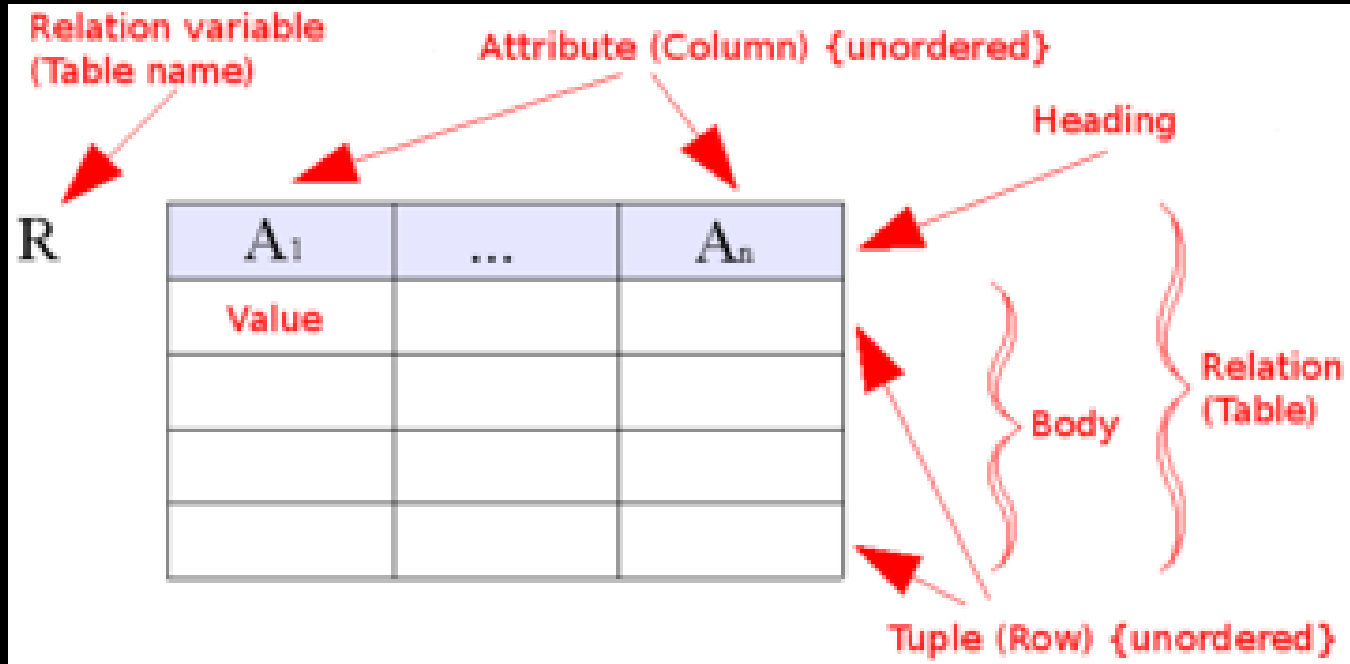 Relation variable
(Table name)
Attribute (Column) {unordered}
Heading
R
A₁ ... Aₙ
Value
Body
Relation
(Table)
Tuple (Row) {unordered}